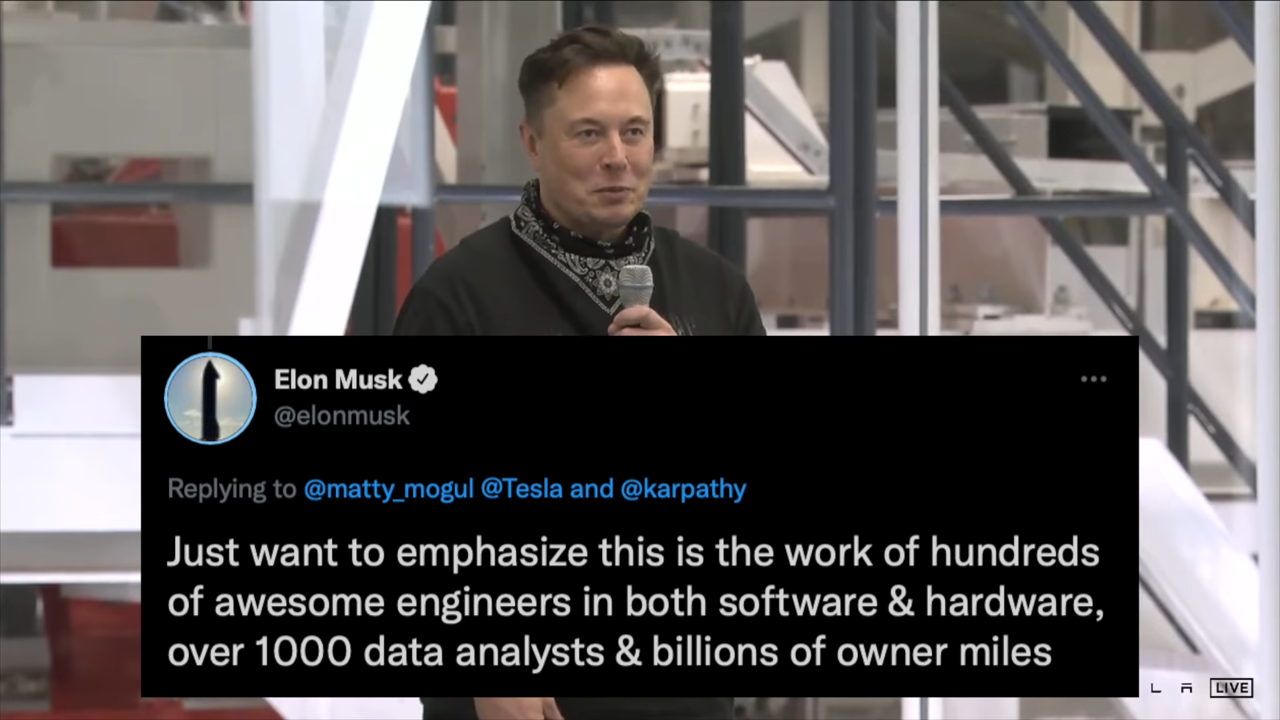 Elon Musk
@elonmusk
Replying to @matty_mogul @Tesla and @karpathy
Just want to emphasize this is the work of hundreds
of awesome engineers in both software & hardware,
over 1000 data analysts & billions of owner miles
LIVE